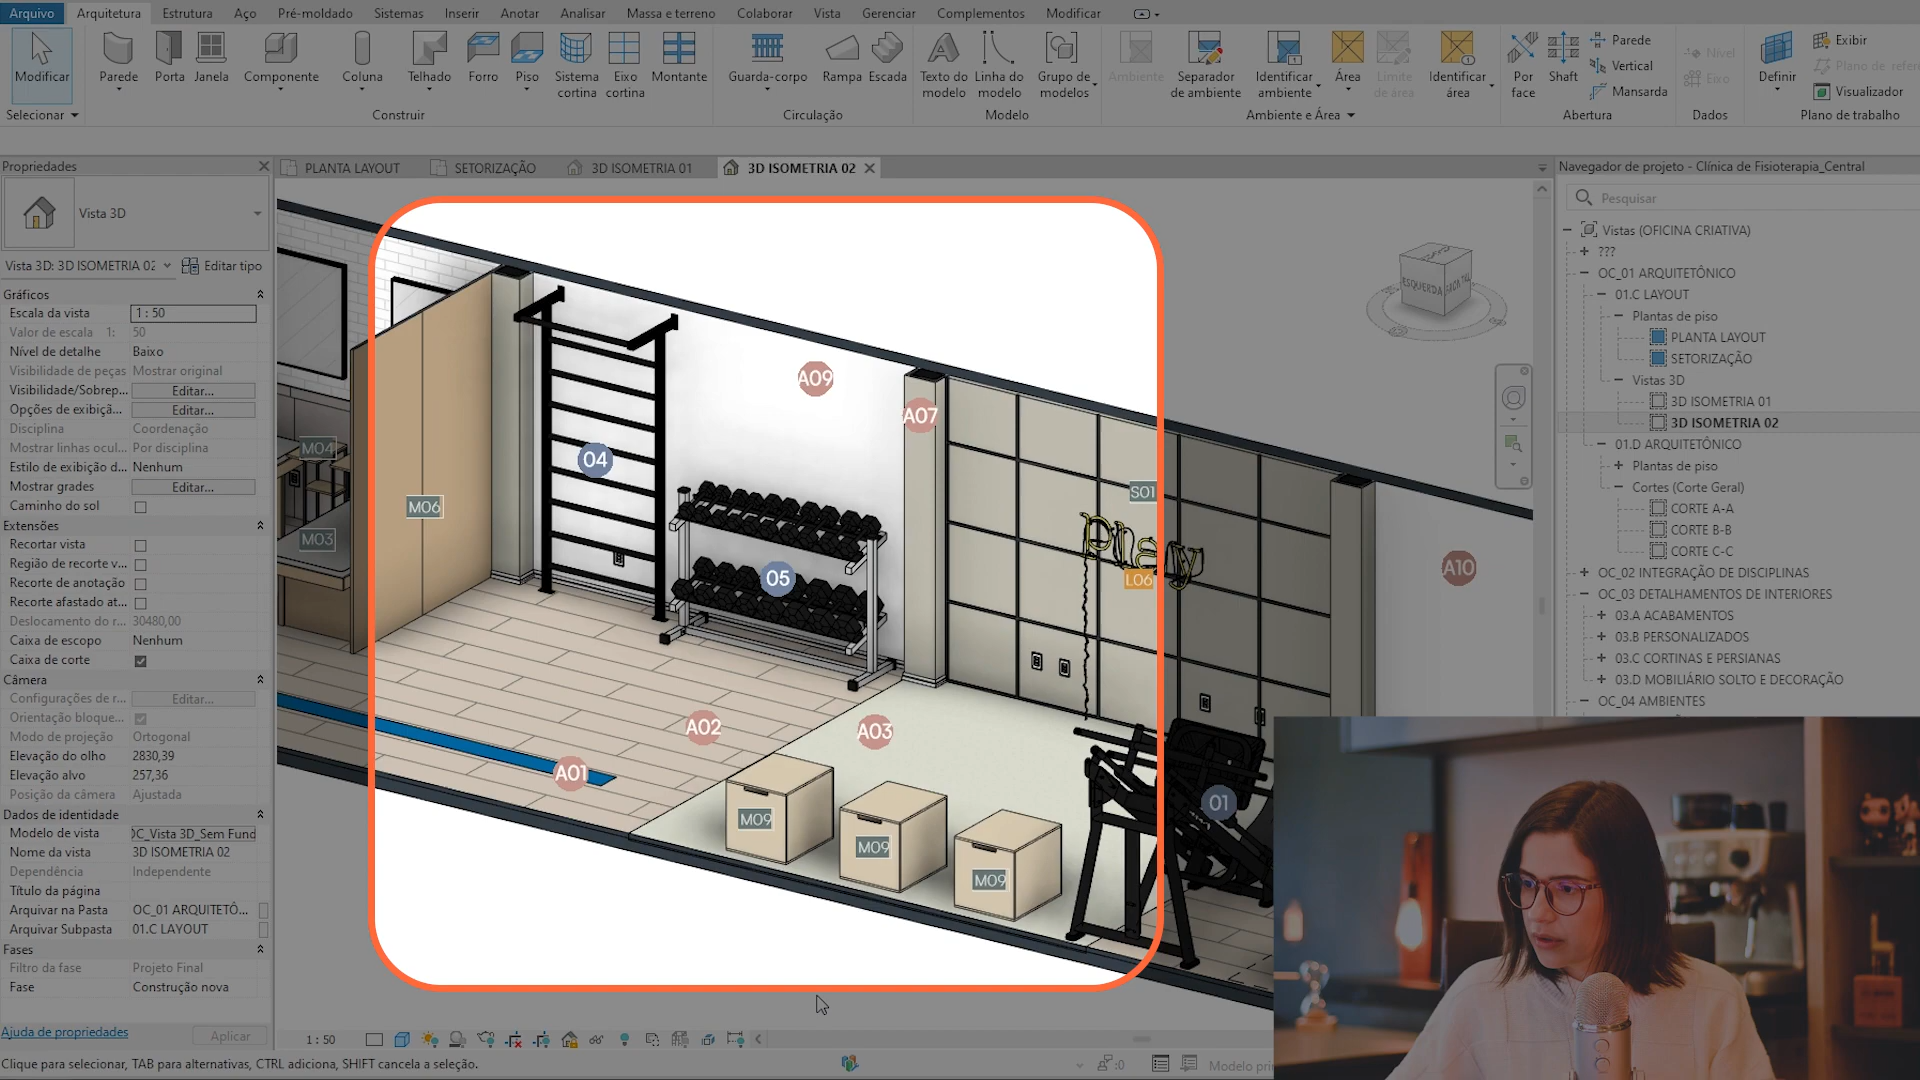 Arquivo Arquitetura Estrutura Aço Pré-moldado Sistemas Inserir Anotar Analisar Massa e terreno Colaborar Vista Gerenciar Complementos Modificar
Modificar Parede Porta Janela Componente Coluna Telhado Forro Piso Sistema cortina Eixo cortina Montante Guarda-corpo Rampa Escada Texto do modelo Linha do modelo Grupo de modelos Ambiente Separador de ambiente Identificar ambiente Área Limite de área Identificar área Por face Shaft Parede Vertical Mansarda Nível Eixo Definir Exibir Plano de Visualizador
Selecionar Construir Circulação Modelo Ambiente e Área Abertura Dados Plano de trabalho
Propriedades
Vista 3D
Vista 3D: 3D ISOMETRIA 02 Editar tipo
Gráficos
Escala da vista 1 : 50
Valor de escala 1: 50
Nível de detalhe Baixo
Visibilidade de peças Mostrar original
Visibilidade/Sobrep... Editar...
Opções de exibiçã... Editar...
Disciplina Coordenação
Mostrar linhas ocul... Por disciplina
Estilo de exibição d... Nenhum
Mostrar grades Editar...
Caminho do sol
Extensões
Recortar vista
Região de recorte v...
Recorte de anotação
Recorte afastado at...
Deslocamento do r... 30480,00
Caixa de escopo Nenhum
Caixa de corte
Câmera
Configurações de r... Editar...
Orientação bloque...
Modo de projeção Ortogonal
Elevação do olho 2830,39
Elevação alvo 257,36
Posição da câmera Ajustada
Dados de identidade
Modelo de vista OC_Vista 3D_Sem Fund
Nome da vista 3D ISOMETRIA 02
Dependência Independente
Título da página
Arquivar na Pasta OC_01 ARQUITETÔ...
Arquivar Subpasta 01.C LAYOUT
Fases
Filtro da fase Projeto Final
Fase Construção nova
Ajuda de propriedades Aplicar
PLANTA LAYOUT SETORIZAÇÃO 3D ISOMETRIA 01 3D ISOMETRIA 02
A09
A07
04
M04
M06
S01
M03
play
L06
05
A10
A02
A03
A01
01
M09
M09
M09
ESQUERDA FRONTAL
Navegador de projeto - Clínica de Fisioterapia_Central
Pesquisar
Vistas (OFICINA CRIATIVA)
???
OC_01 ARQUITETÔNICO
01.C LAYOUT
Plantas de piso
PLANTA LAYOUT
SETORIZAÇÃO
Vistas 3D
3D ISOMETRIA 01
3D ISOMETRIA 02
01.D ARQUITETÔNICO
Plantas de piso
Cortes (Corte Geral)
CORTE A-A
CORTE B-B
CORTE C-C
OC_02 INTEGRAÇÃO DE DISCIPLINAS
OC_03 DETALHAMENTOS DE INTERIORES
03.A ACABAMENTOS
03.B PERSONALIZADOS
03.C CORTINAS E PERSIANAS
03.D MOBILIÁRIO SOLTO E DECORAÇÃO
OC_04 AMBIENTES
1 : 50
Clique para selecionar, TAB para alternativas, CTRL adiciona, SHIFT cancela a seleção. :0 Modelo